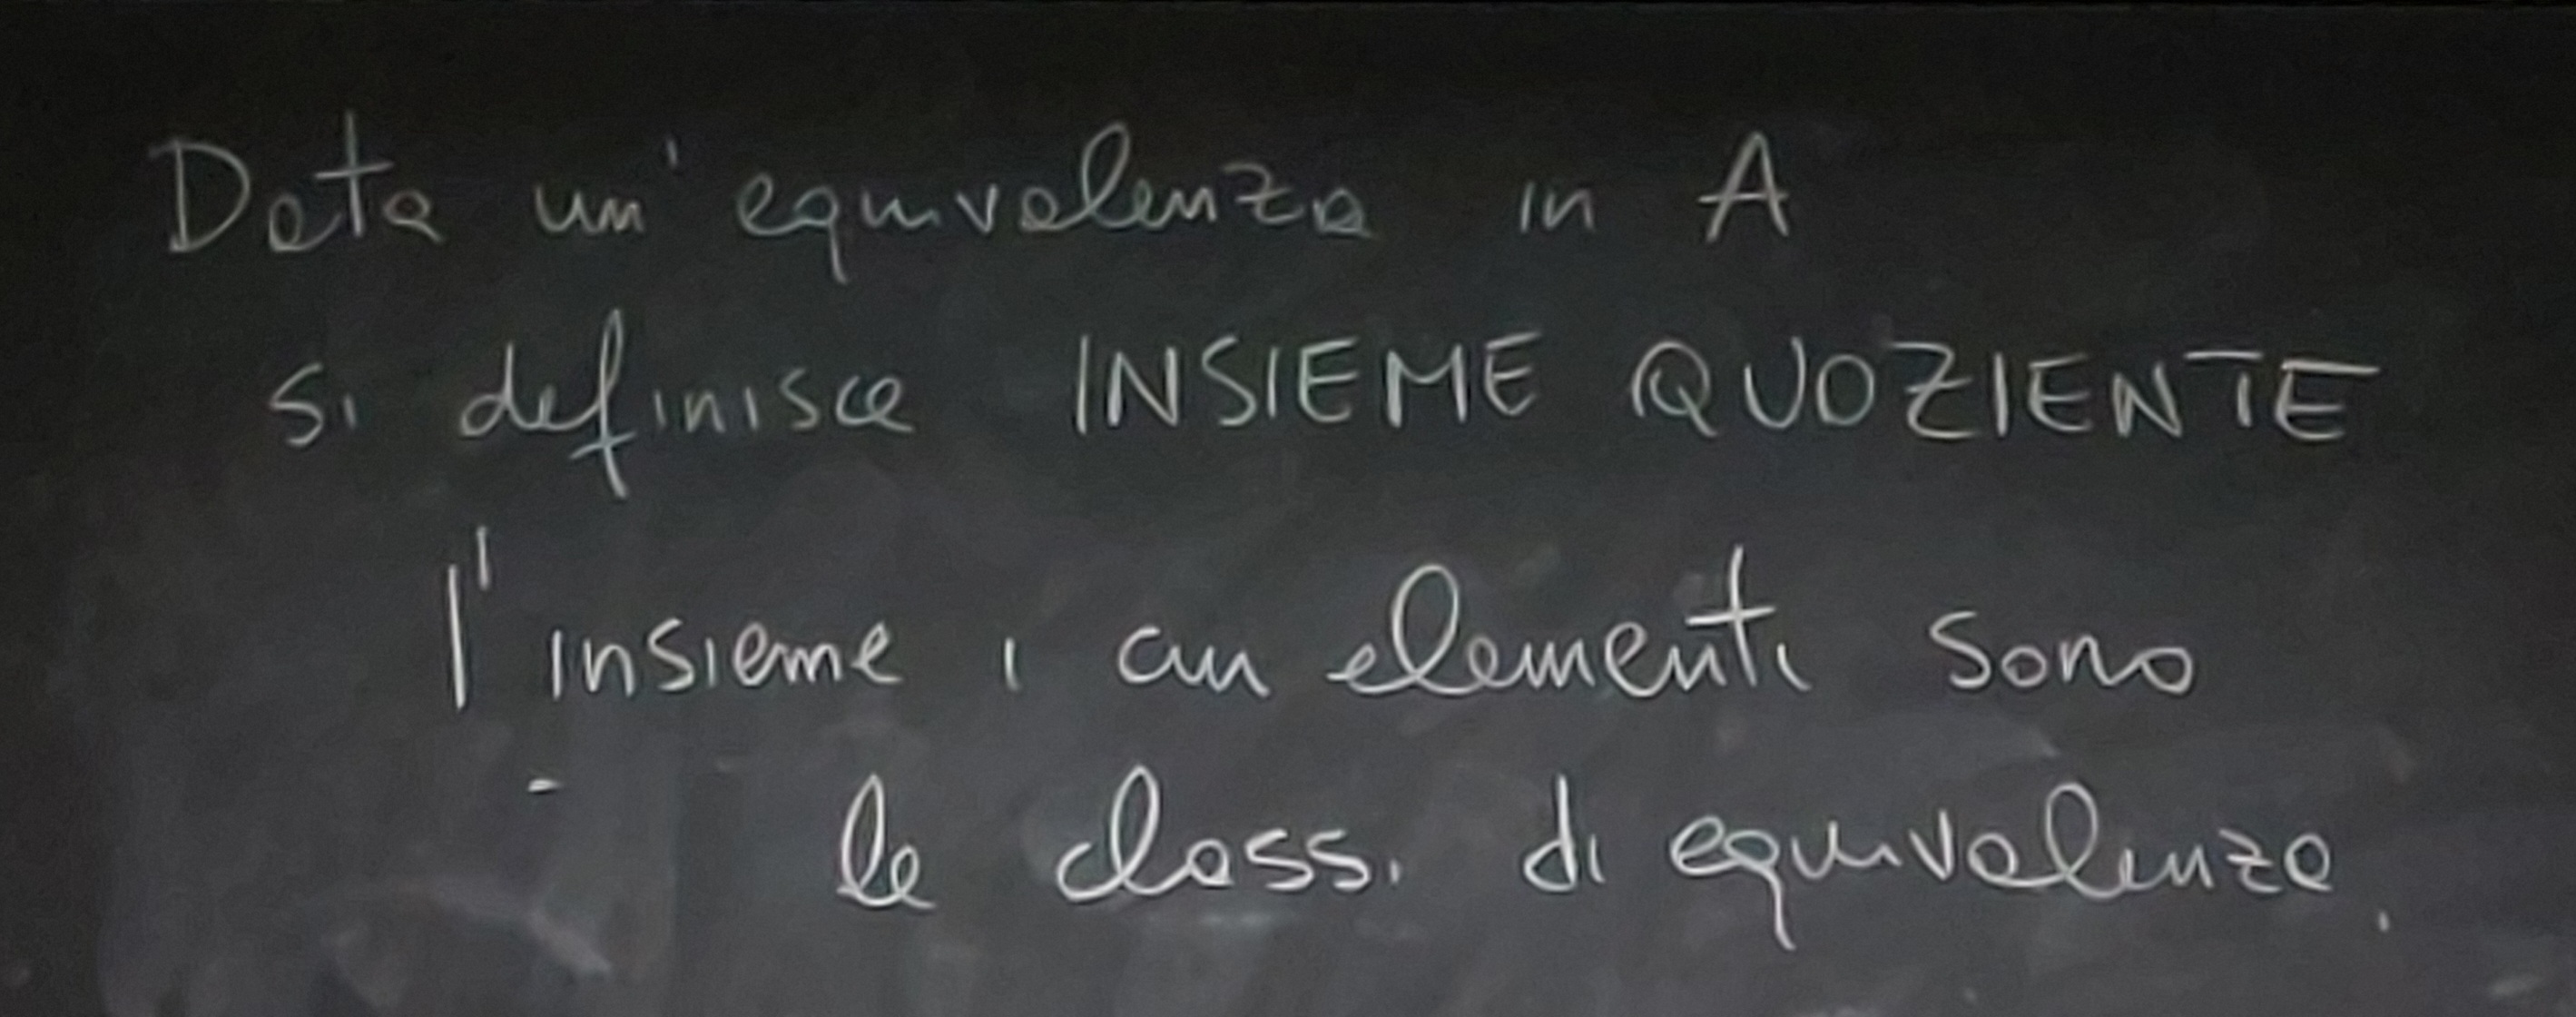 Data un'equivalenza in A
si definisce INSIEME QUOZIENTE
l'insieme i cui elementi sono
le classi di equivalenza.